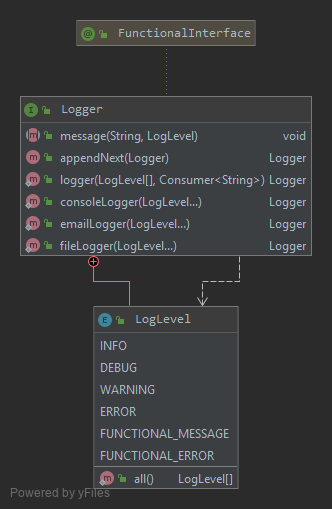 @ FunctionalInterface
I Logger
m message(String, LogLevel) void
m appendNext(Logger) Logger
m logger(LogLevel[], Consumer<String>) Logger
m consoleLogger(LogLevel...) Logger
m emailLogger(LogLevel...) Logger
m fileLogger(LogLevel...) Logger
E LogLevel
INFO
DEBUG
WARNING
ERROR
FUNCTIONAL_MESSAGE
FUNCTIONAL_ERROR
m all() LogLevel[]
Powered by yFiles